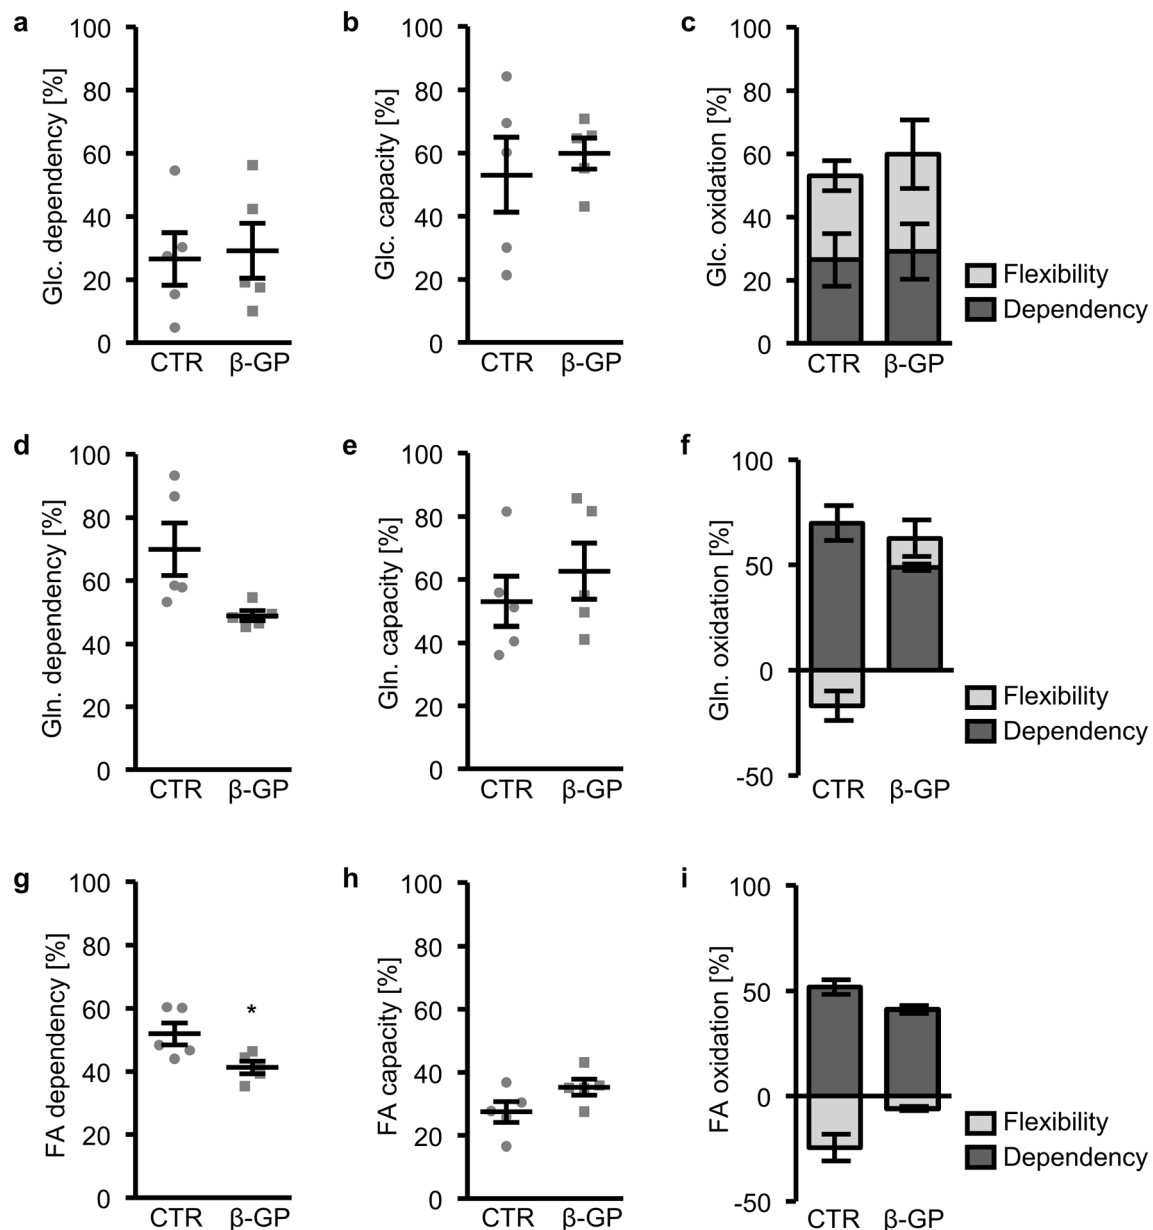 a
Glc. dependency [%]
100
80
60
40
20
0
CTR β-GP
b
Glc. capacity [%]
100
80
60
40
20
0
CTR β-GP
c
Glc. oxidation [%]
100
80
60
40
20
0
CTR β-GP
Flexibility
Dependency
d
Gln. dependency [%]
100
80
60
40
20
0
CTR β-GP
e
Gln. capacity [%]
100
80
60
40
20
0
CTR β-GP
f
Gln. oxidation [%]
100
50
0
-50
CTR β-GP
Flexibility
Dependency
g
FA dependency [%]
100
80
60
40
20
0
*
CTR β-GP
h
FA capacity [%]
100
80
60
40
20
0
CTR β-GP
i
FA oxidation [%]
100
50
0
-50
CTR β-GP
Flexibility
Dependency